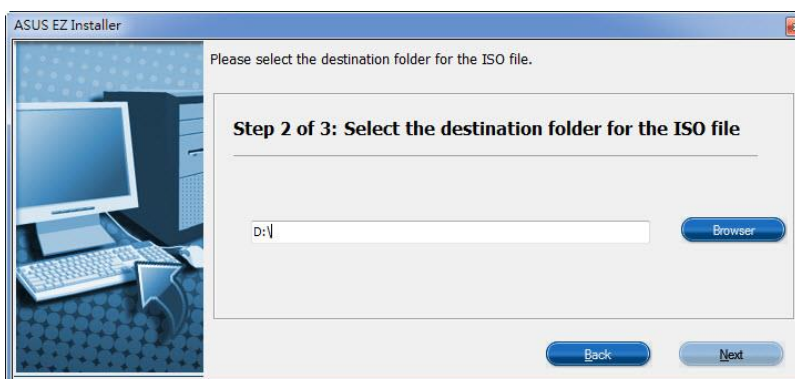 ASUS EZ Installer
Please select the destination folder for the ISO file.
Step 2 of 3: Select the destination folder for the ISO file
D:\
Browser
Back
Next